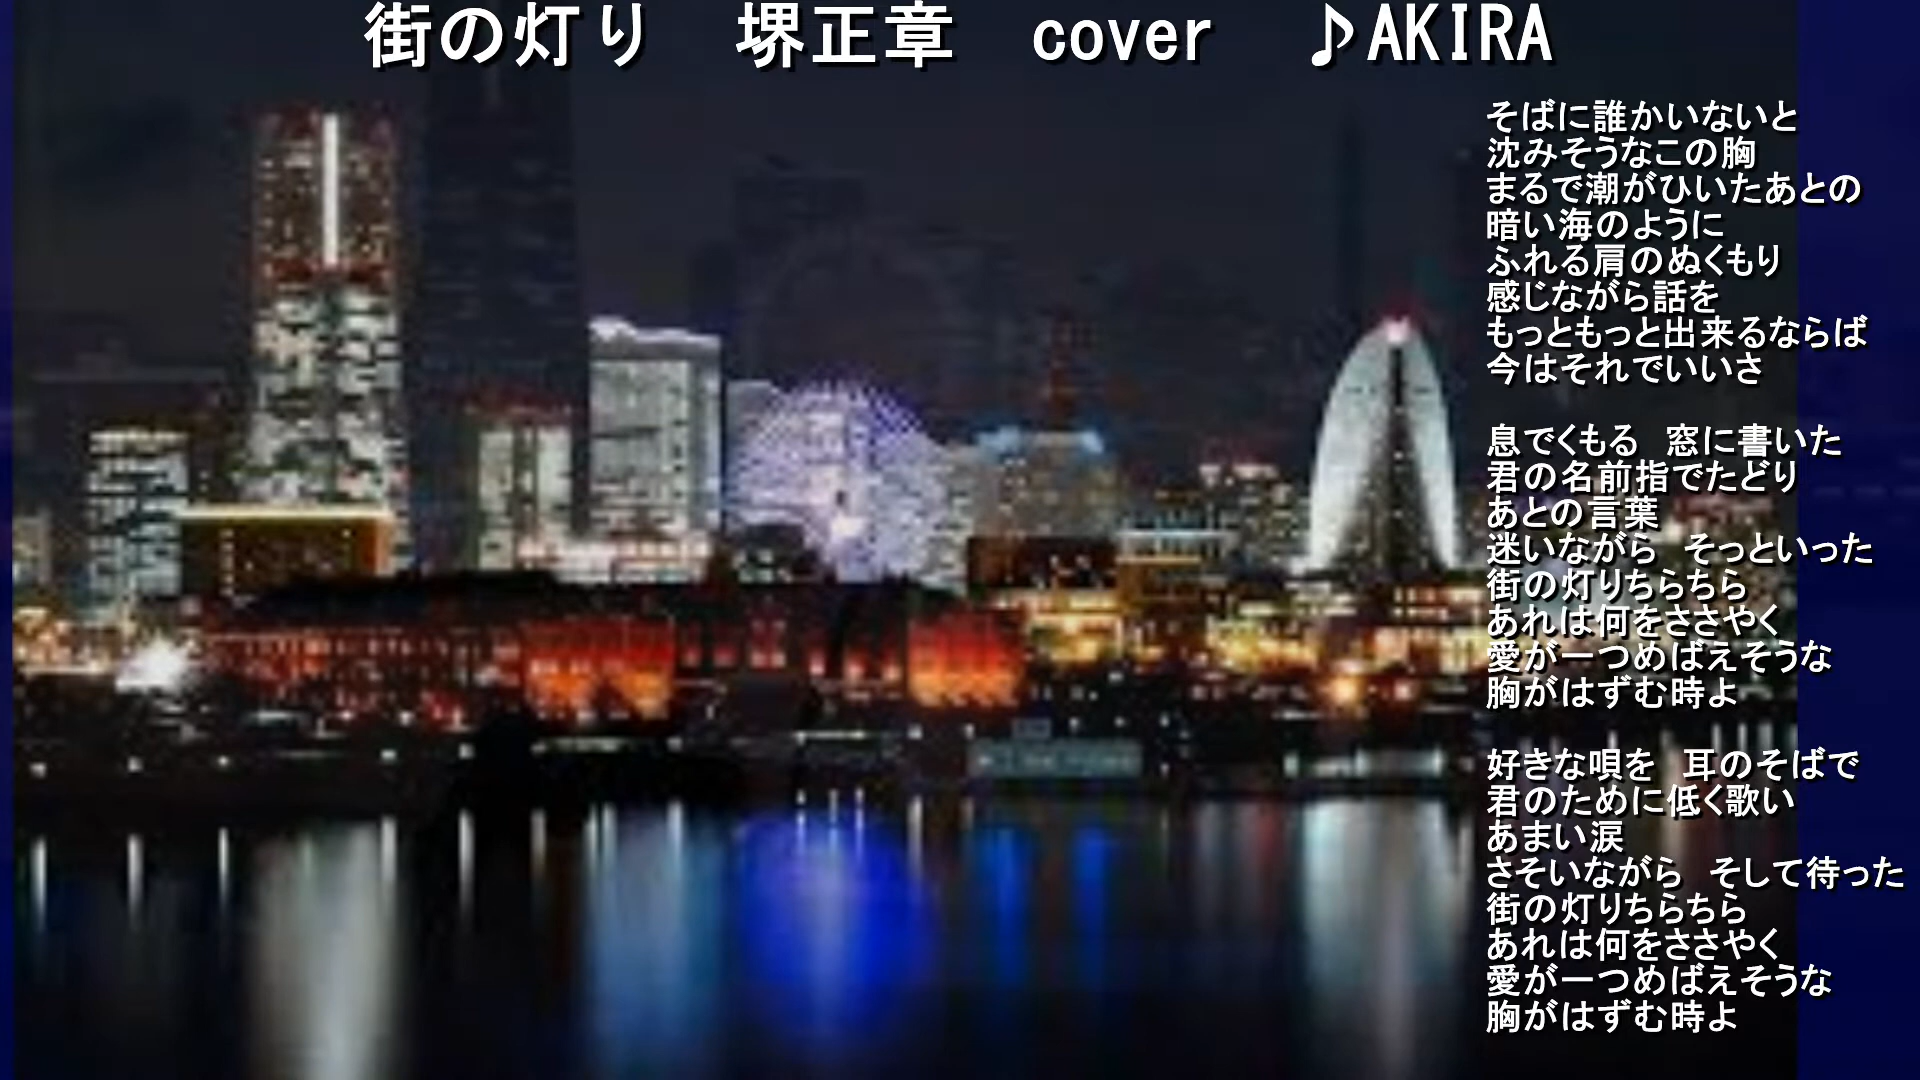 街の灯り　堺正章　cover　♪AKIRA
そばに誰かいないと
沈みそうなこの胸
まるで潮がひいたあとの
暗い海のように
ふれる肩のぬくもり
感じながら話を
もっともっと出来るならば
今はそれでいいさ
息でくもる　窓に書いた
君の名前指でたどり
あとの言葉
迷いながら　そっといった
街の灯りちらちら
あれは何をささやく
愛が一つめばえそうな
胸がはずむ時よ
好きな唄を　耳のそばで
君のために低く歌い
あまい涙
さそいながら　そして待った
街の灯りちらちら
あれは何をささやく
愛が一つめばえそうな
胸がはずむ時よ